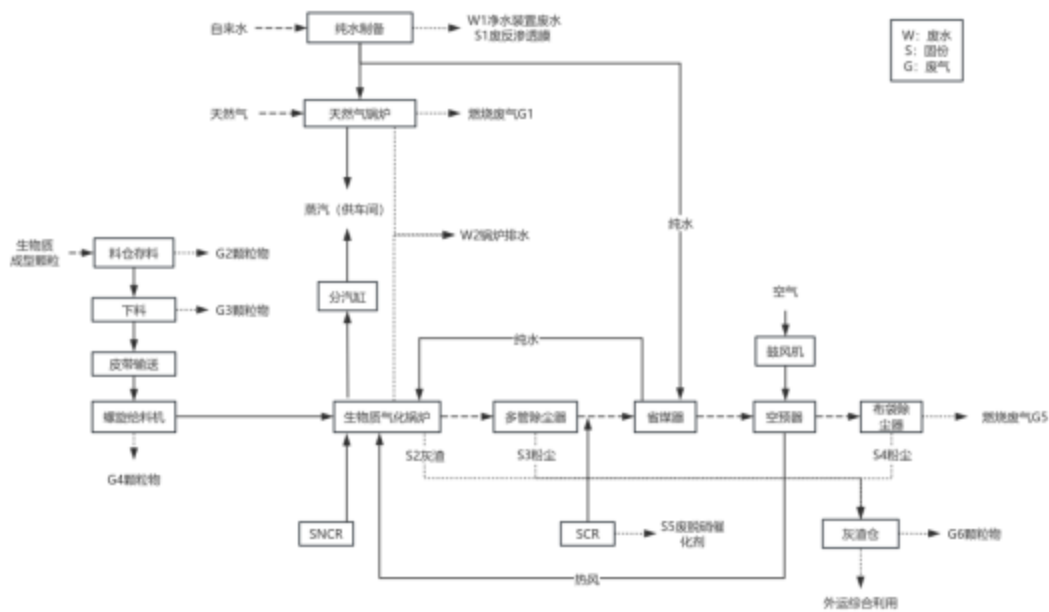 自来水
纯水制备
W1净水装置废水
S1废反渗透膜
W：废水
S：固份
G：废气
天然气
天然气锅炉
燃烧废气G1
蒸汽（供车间）
纯水
W2锅炉排水
生物质
成型颗粒
料仓存料
G2颗粒物
分汽缸
空气
下料
G3颗粒物
纯水
鼓风机
皮带输送
螺旋给料机
生物质气化锅炉
多管除尘器
省煤器
空预器
布袋除
尘器
燃烧废气G5
S2灰渣
S3粉尘
S4粉尘
G4颗粒物
SNCR
SCR
S5废脱硝催
化剂
灰渣仓
G6颗粒物
热风
外运综合利用